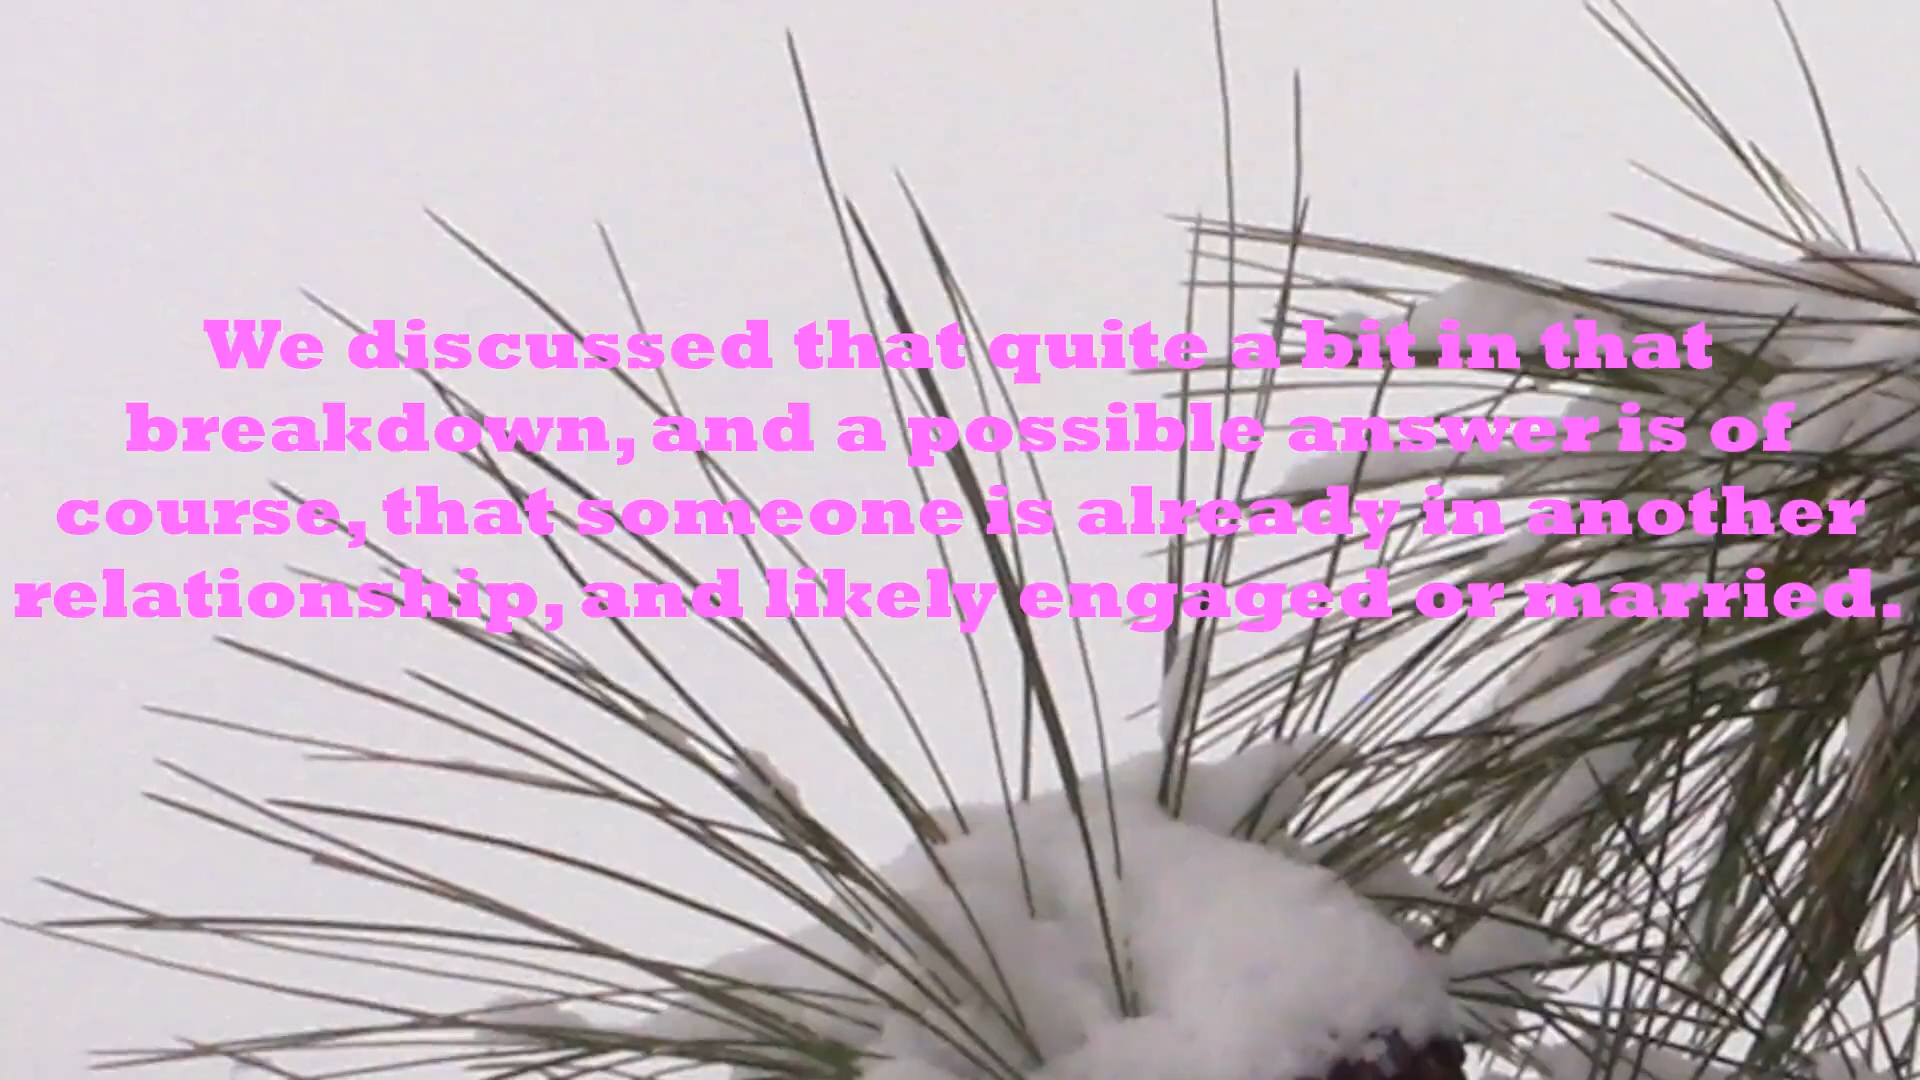 We discussed that quite a bit in that
breakdown, and a possible answer is of
course, that someone is already in another
relationship, and likely engaged or married.